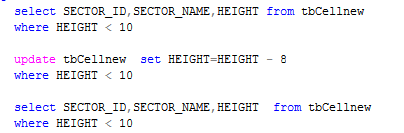 select SECTOR_ID,SECTOR_NAME,HEIGHT from tbCellnew
where HEIGHT < 10
update tbCellnew  set HEIGHT=HEIGHT - 8
where HEIGHT < 10
select SECTOR_ID,SECTOR_NAME,HEIGHT  from tbCellnew
where HEIGHT < 10